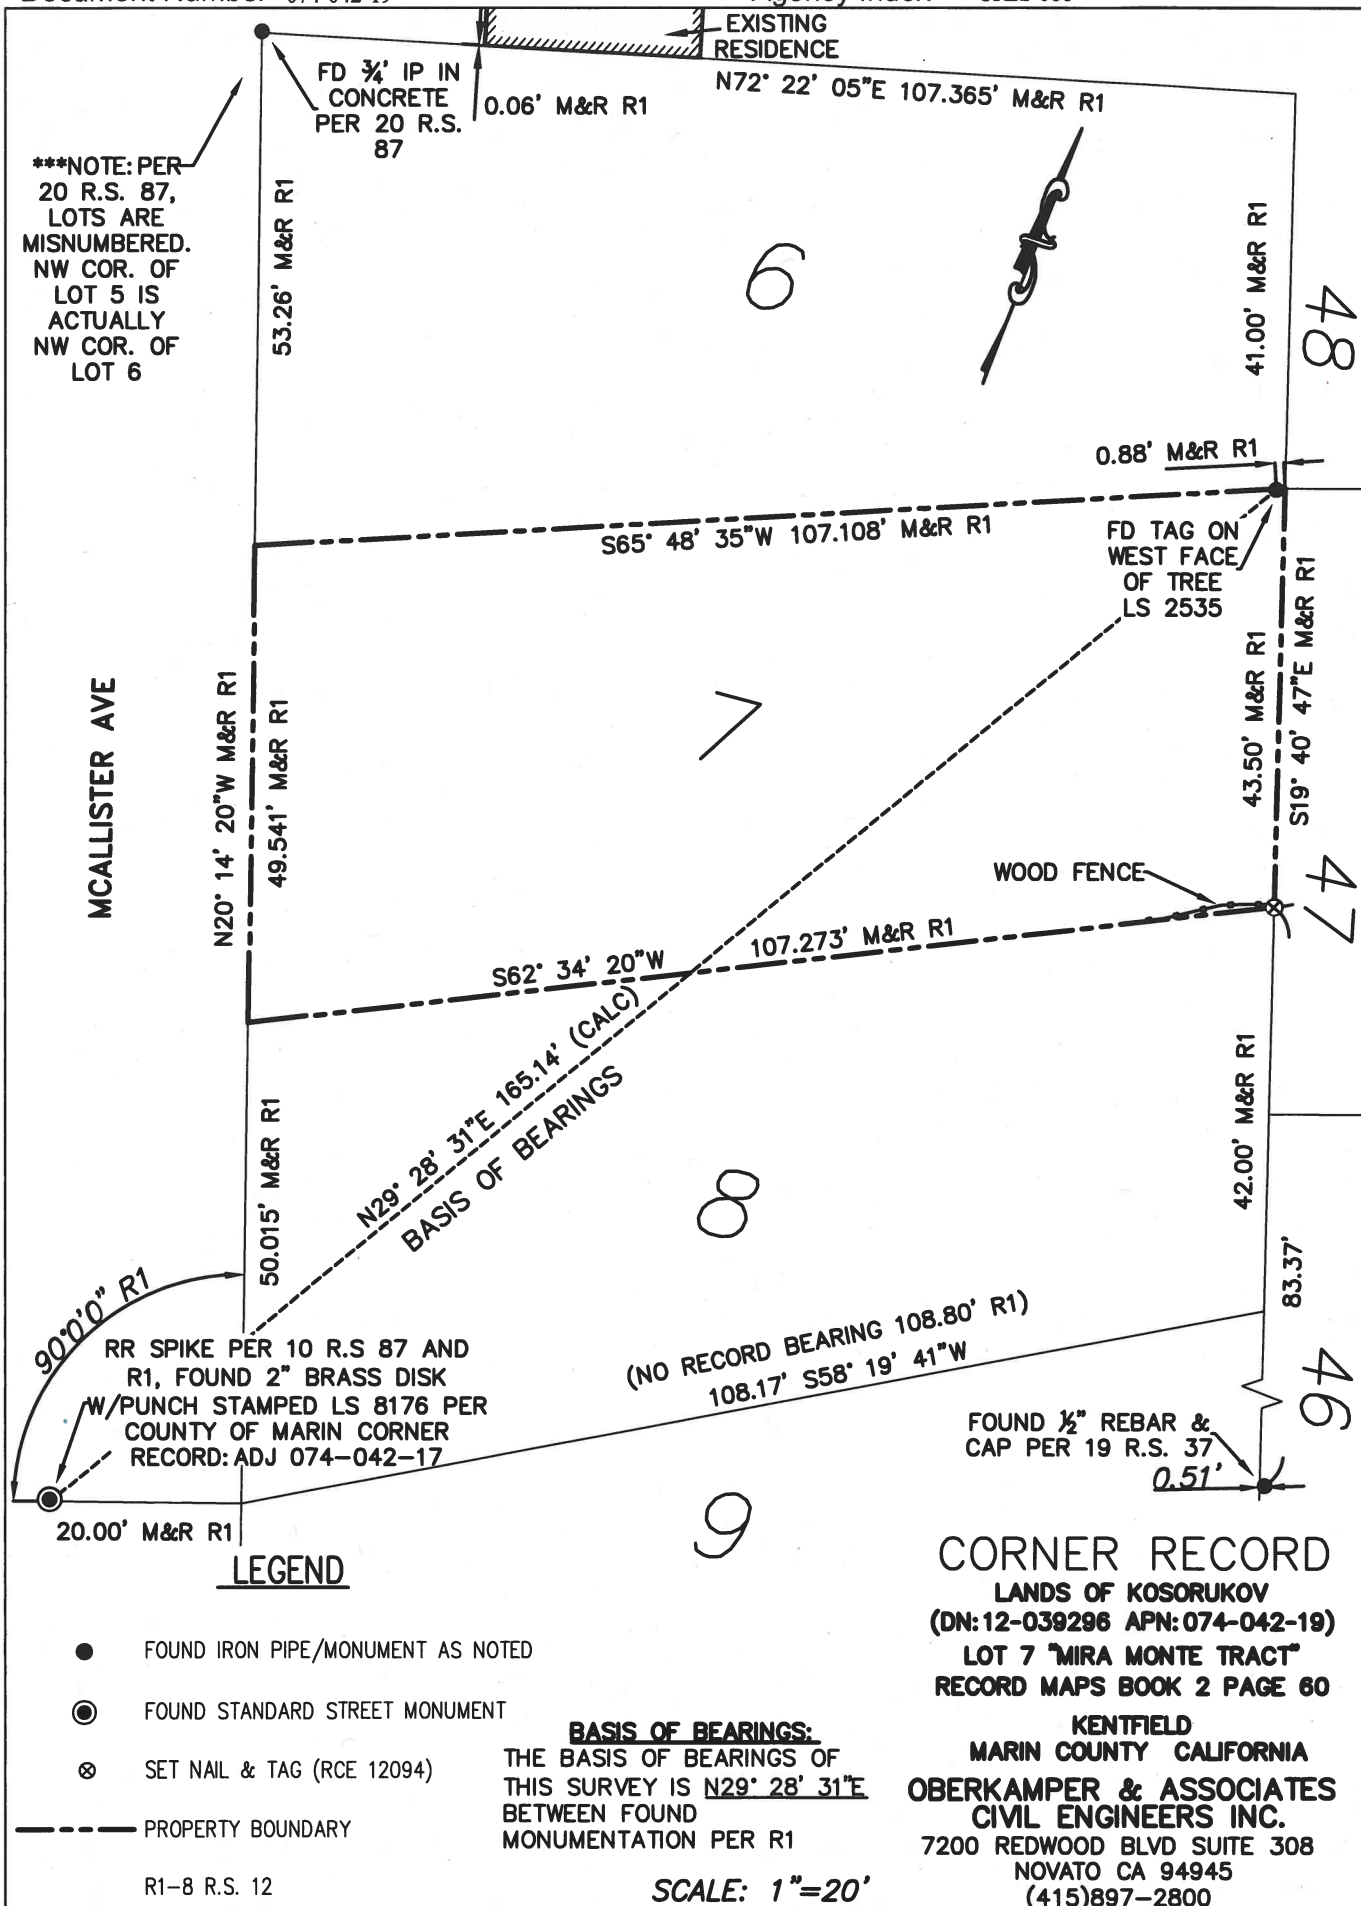 EXISTING
RESIDENCE
FD ¾' IP IN
CONCRETE
PER 20 R.S.
87
0.06' M&R R1
N72° 22' 05"E 107.365' M&R R1
***NOTE: PER
20 R.S. 87,
LOTS ARE
MISNUMBERED.
NW COR. OF
LOT 5 IS
ACTUALLY
NW COR. OF
LOT 6
53.26' M&R R1
6
41.00' M&R R1
48
0.88' M&R R1
S65° 48' 35"W 107.108' M&R R1
FD TAG ON
WEST FACE
OF TREE
LS 2535
MCALLISTER AVE
N20° 14' 20"W M&R R1
49.541' M&R R1
7
43.50' M&R R1
S19° 40' 47"E M&R R1
47
WOOD FENCE
S62° 34' 20"W
107.273' M&R R1
N29° 28' 31"E 165.14' (CALC)
BASIS OF BEARINGS
50.015' M&R R1
8
42.00' M&R R1
83.37'
90°0'0" R1
RR SPIKE PER 10 R.S 87 AND
R1, FOUND 2" BRASS DISK
W/PUNCH STAMPED LS 8176 PER
COUNTY OF MARIN CORNER
RECORD: ADJ 074-042-17
(NO RECORD BEARING 108.80' R1)
108.17' S58° 19' 41"W
46
FOUND ½" REBAR &
CAP PER 19 R.S. 37
0.51'
20.00' M&R R1
9
LEGEND
FOUND IRON PIPE/MONUMENT AS NOTED
FOUND STANDARD STREET MONUMENT
SET NAIL & TAG (RCE 12094)
PROPERTY BOUNDARY
R1-8 R.S. 12
BASIS OF BEARINGS:
THE BASIS OF BEARINGS OF
THIS SURVEY IS N29° 28' 31"E
BETWEEN FOUND
MONUMENTATION PER R1
SCALE: 1"=20'
CORNER RECORD
LANDS OF KOSORUKOV
(DN:12-039296 APN:074-042-19)
LOT 7 "MIRA MONTE TRACT"
RECORD MAPS BOOK 2 PAGE 60
KENTFIELD
MARIN COUNTY CALIFORNIA
OBERKAMPER & ASSOCIATES
CIVIL ENGINEERS INC.
7200 REDWOOD BLVD SUITE 308
NOVATO CA 94945
(415)897-2800